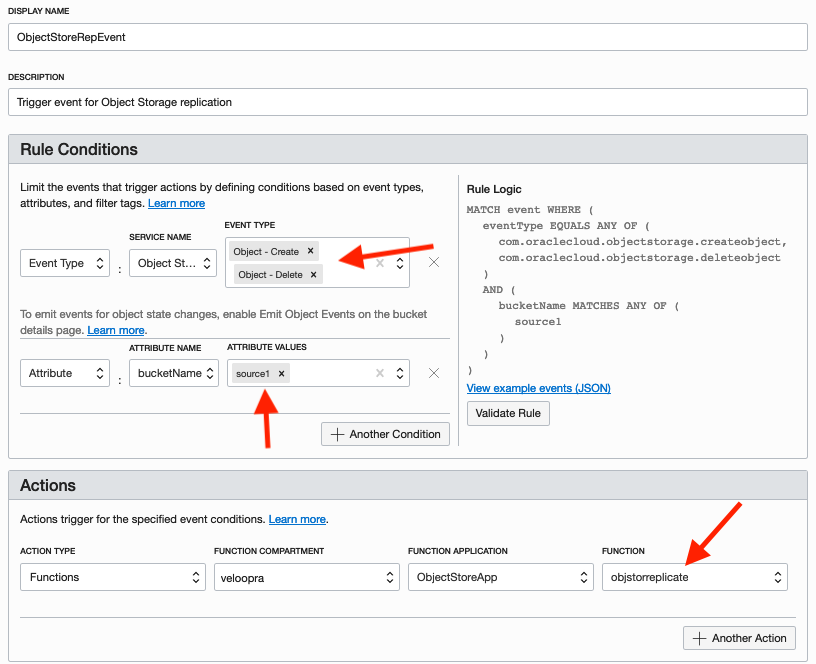 DISPLAY NAME
ObjectStoreRepEvent
DESCRIPTION
Trigger event for Object Storage replication
Rule Conditions
Limit the events that trigger actions by defining conditions based on event types,
attributes, and filter tags. Learn more
SERVICE NAME
EVENT TYPE
Event Type
:
Object St...
Object - Create ×
Object - Delete ×
To emit events for object state changes, enable Emit Object Events on the bucket
details page. Learn more.
ATTRIBUTE NAME
ATTRIBUTE VALUES
Attribute
:
bucketName
source1 ×
Another Condition
Rule Logic
MATCH event WHERE (
eventType EQUALS ANY OF (
com.oraclecloud.objectstorage.createobject,
com.oraclecloud.objectstorage.deleteobject
)
AND (
bucketName MATCHES ANY OF (
source1
)
)
)
View example events (JSON)
Validate Rule
Actions
Actions trigger for the specified event conditions. Learn more.
ACTION TYPE
FUNCTION COMPARTMENT
FUNCTION APPLICATION
FUNCTION
Functions
veloopra
ObjectStoreApp
objstorreplicate
Another Action